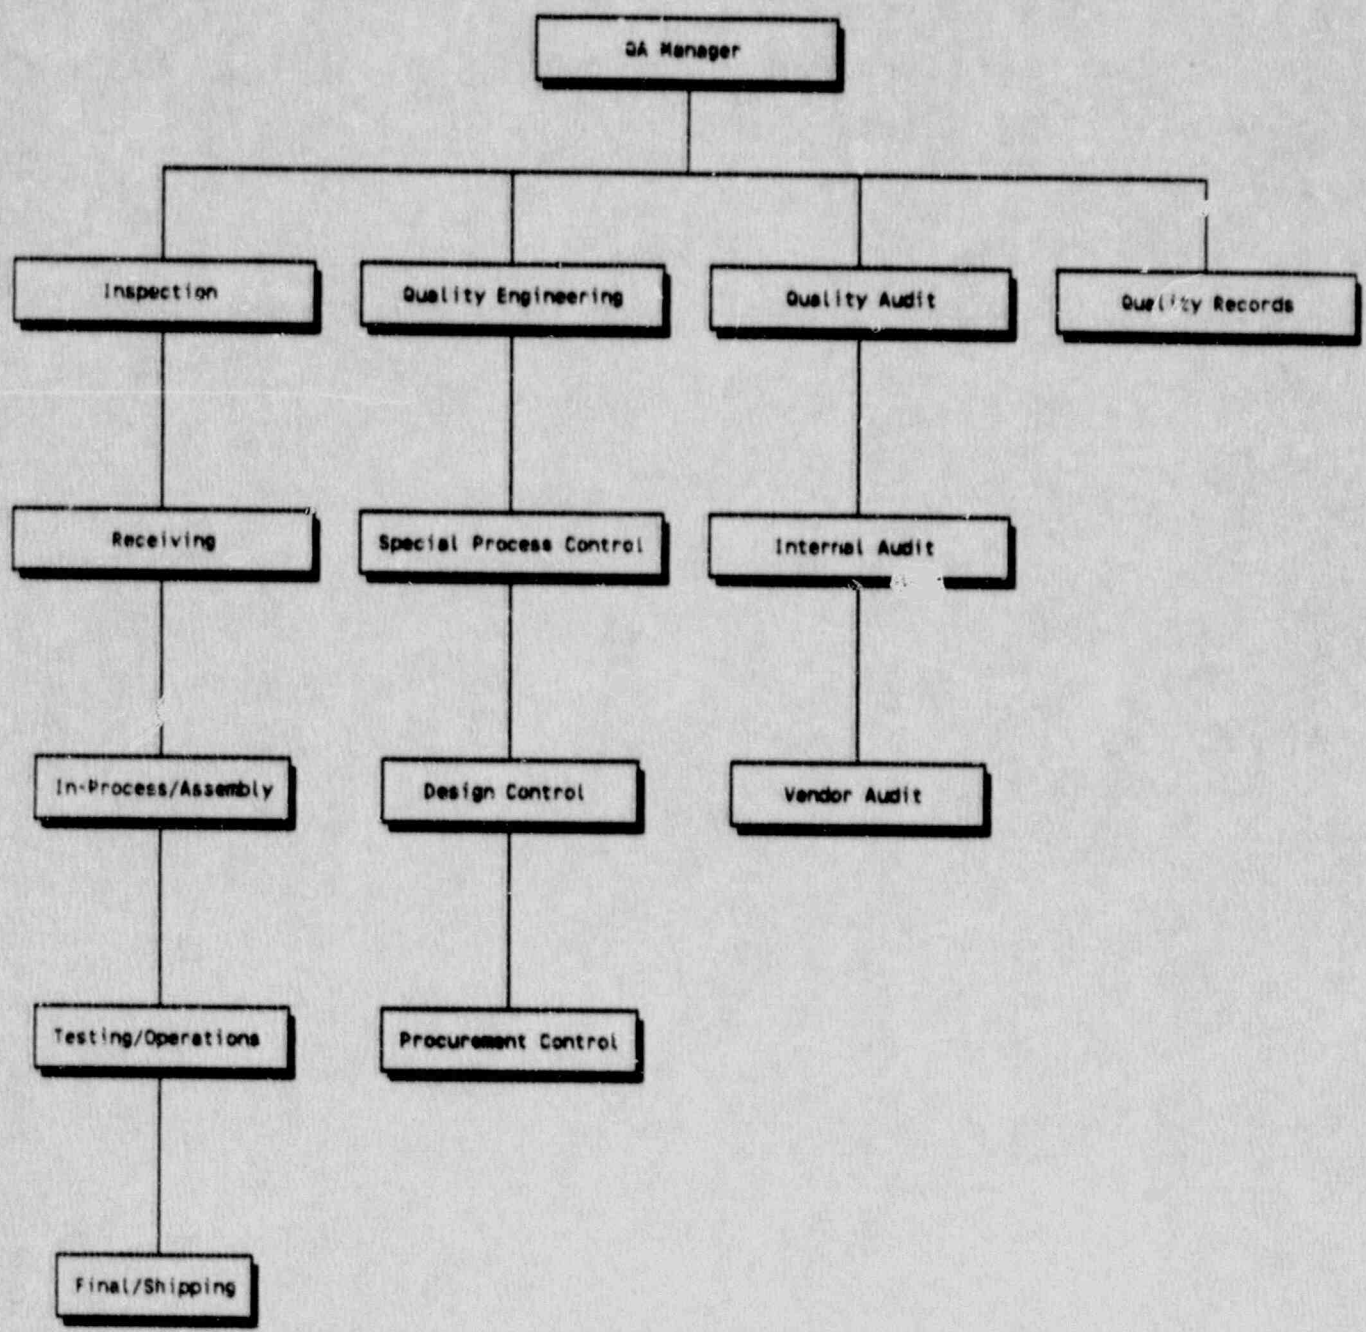 QA Manager
Inspection
Quality Engineering
Quality Audit
Quality Records
Receiving
Special Process Control
Internal Audit
In-Process/Assembly
Design Control
Vendor Audit
Testing/Operations
Procurement Control
Final/Shipping